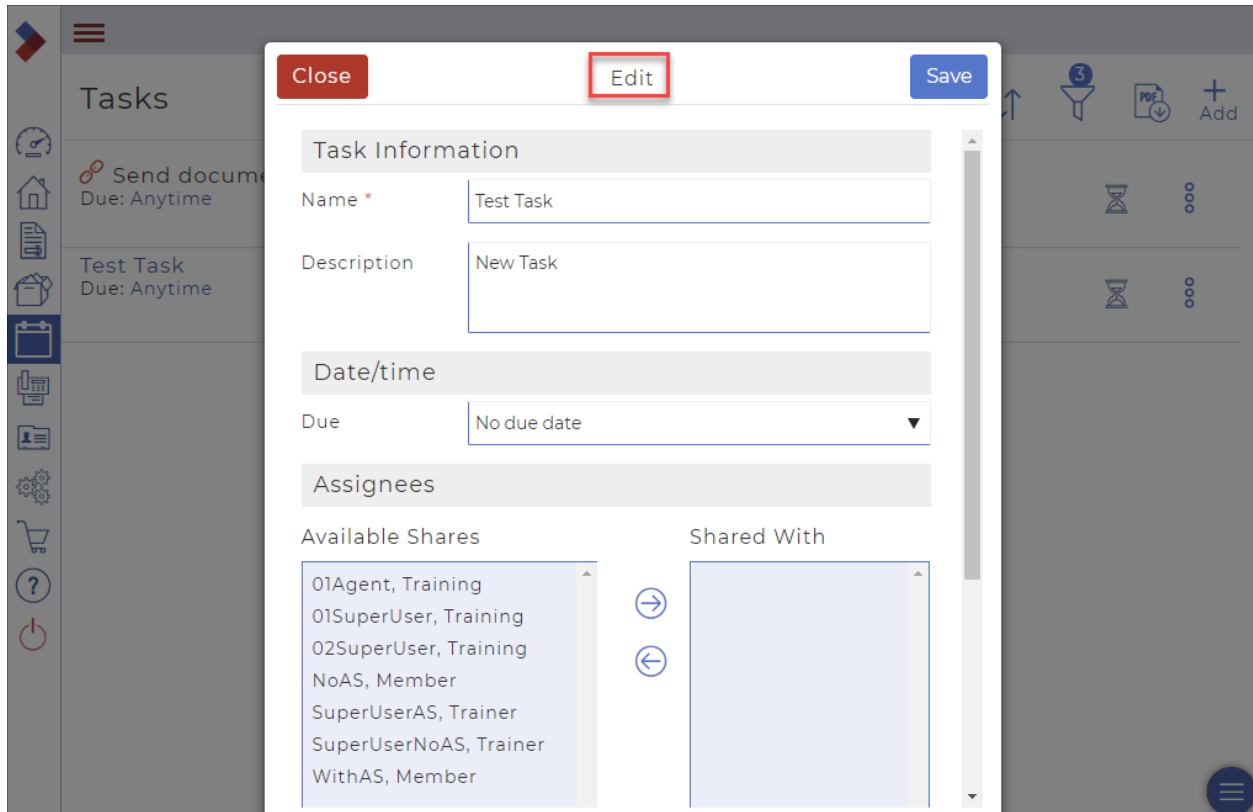 Close
Edit
Save
Tasks
3
PDF
Add
Send docume
Due: Anytime
Test Task
Due: Anytime
Task Information
Name *
Test Task
Description
New Task
Date/time
Due
No due date
Assignees
Available Shares
Shared With
01Agent, Training
01SuperUser, Training
02SuperUser, Training
NoAS, Member
SuperUserAS, Trainer
SuperUserNoAS, Trainer
WithAS, Member
?